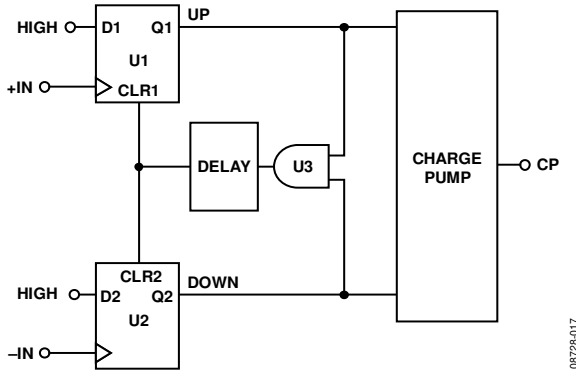 UP
HIGH
D1
Q1
U1
+IN
CLR1
DELAY
U3
CHARGE
PUMP
CP
CLR2
DOWN
HIGH
D2
Q2
U2
–IN
08728-017